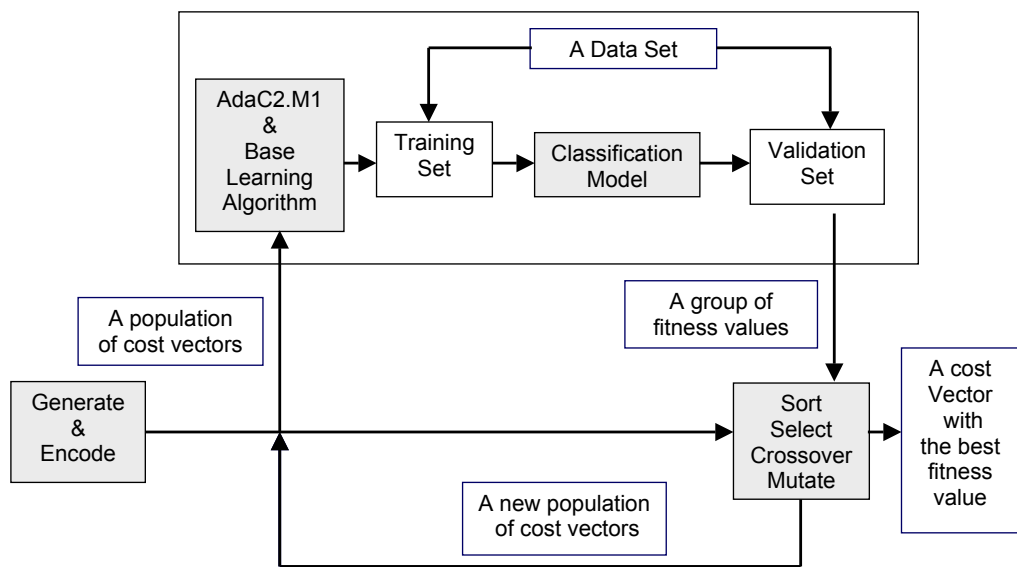 A Data Set
AdaC2.M1
&
Base
Learning
Algorithm
Training
Set
Classification
Model
Validation
Set
A population
of cost vectors
A group of
fitness values
Generate
&
Encode
Sort
Select
Crossover
Mutate
A cost
Vector
with
the best
fitness
value
A new population
of cost vectors